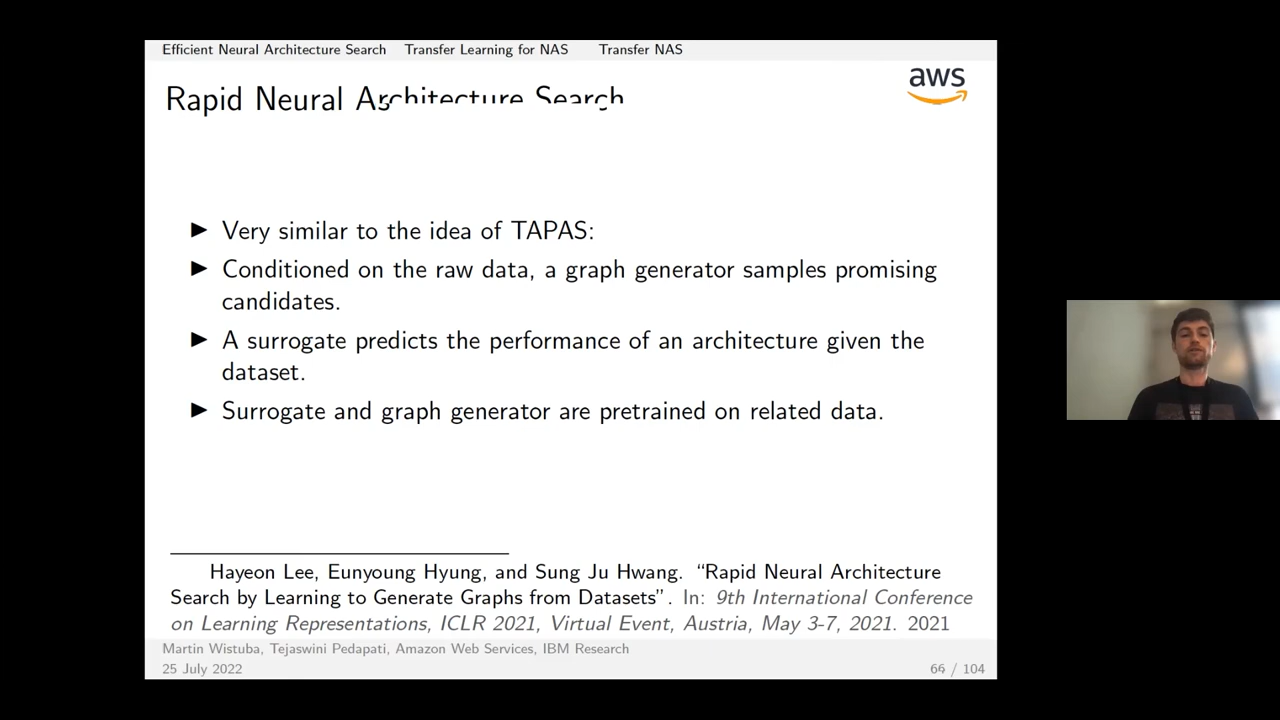 Efficient Neural Architecture Search Transfer Learning for NAS Transfer NAS
Rapid Neural Architecture Search
aws
▶ Very similar to the idea of TAPAS:
▶ Conditioned on the raw data, a graph generator samples promising
candidates.
▶ A surrogate predicts the performance of an architecture given the
dataset.
▶ Surrogate and graph generator are pretrained on related data.
Hayeon Lee, Eunyoung Hyung, and Sung Ju Hwang. “Rapid Neural Architecture
Search by Learning to Generate Graphs from Datasets”. In: 9th International Conference
on Learning Representations, ICLR 2021, Virtual Event, Austria, May 3-7, 2021. 2021
Martin Wistuba, Tejaswini Pedapati, Amazon Web Services, IBM Research
25 July 2022
66 / 104